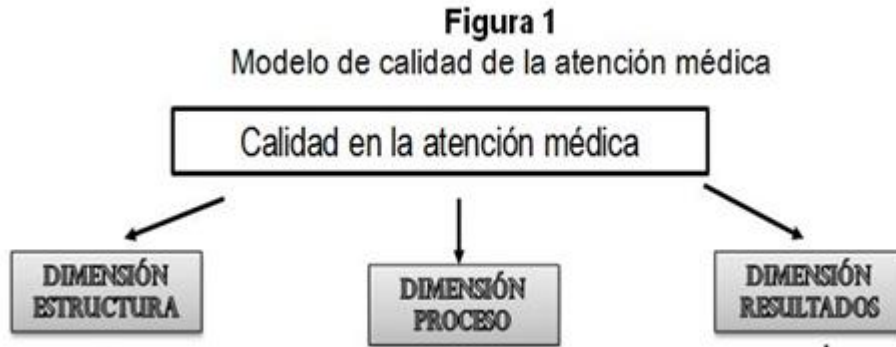 Figura 1
Modelo de calidad de la atención médica
Calidad en la atención médica
DIMENSIÓN
ESTRUCTURA
DIMENSIÓN
PROCESO
DIMENSIÓN
RESULTADOS